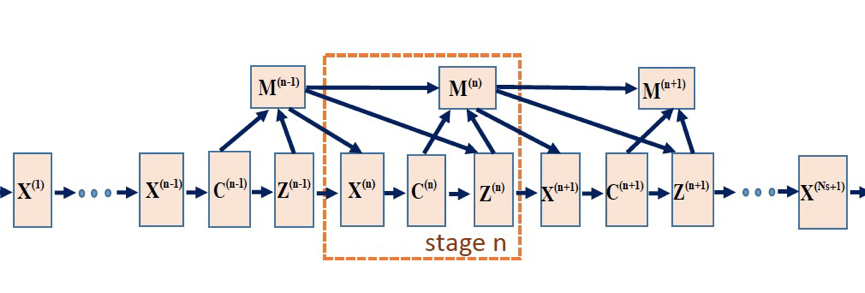 M(n-1) M(n) M(n+1)
X(1) X(n-1) C(n-1) Z(n-1) X(n) C(n) Z(n) X(n+1) C(n+1) Z(n+1) X(Ns+1)
stage n